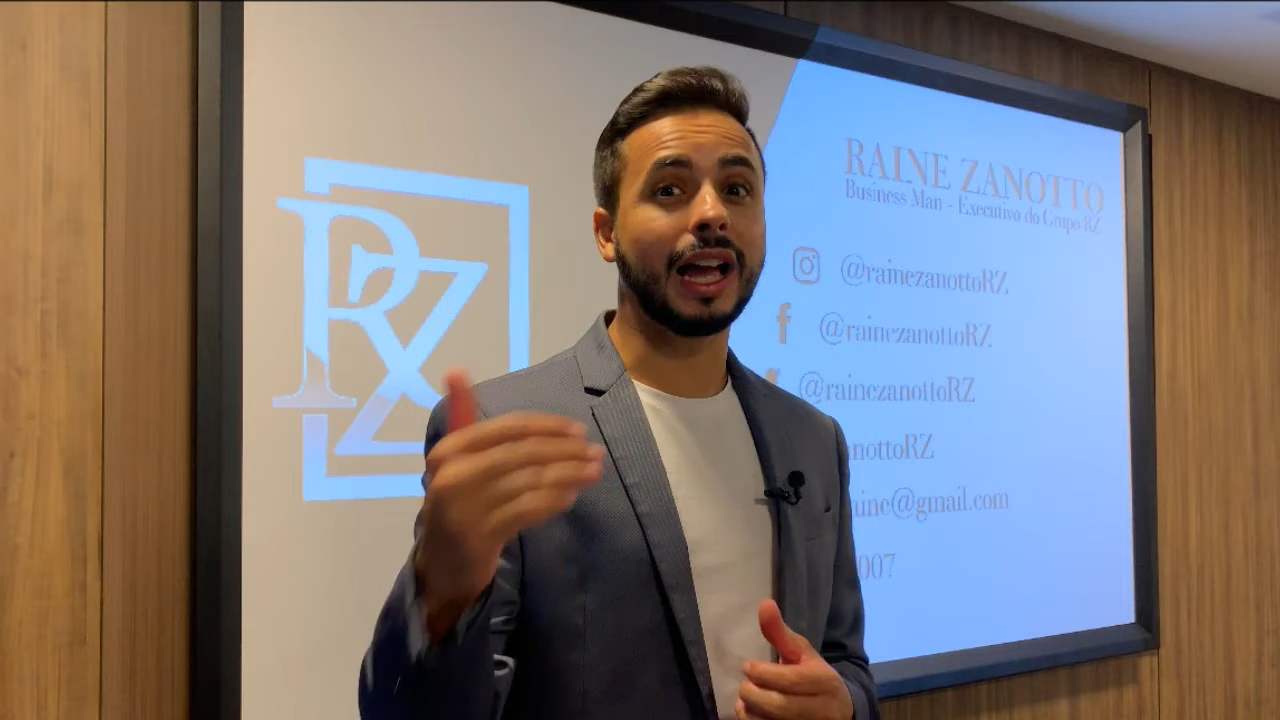 RZ
RAINE ZANOTTO
Business Man - Executivo do Grupo RZ
@rainezanottoRZ
@rainezanottoRZ
@rainezanottoRZ
nottoRZ
aine@gmail.com
007